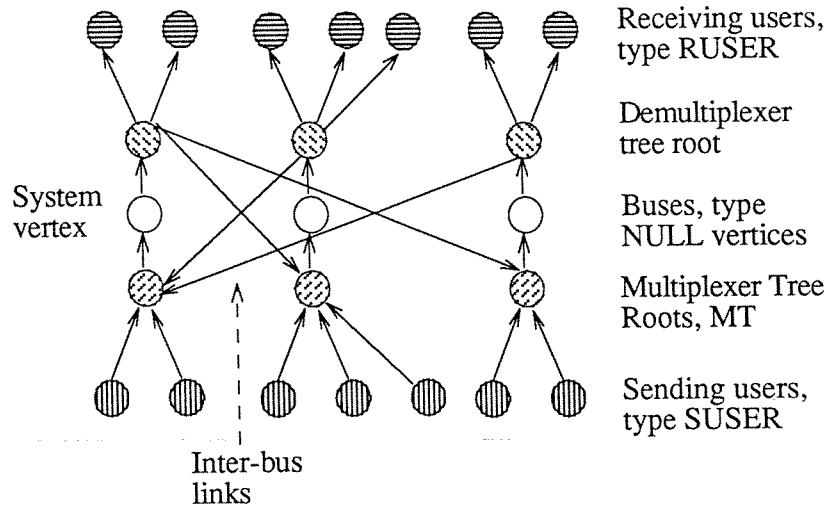 Receiving users,
type RUSER
Demultiplexer
tree root
System
vertex
Buses, type
NULL vertices
Multiplexer Tree
Roots, MT
Sending users,
type SUSER
Inter-bus
links